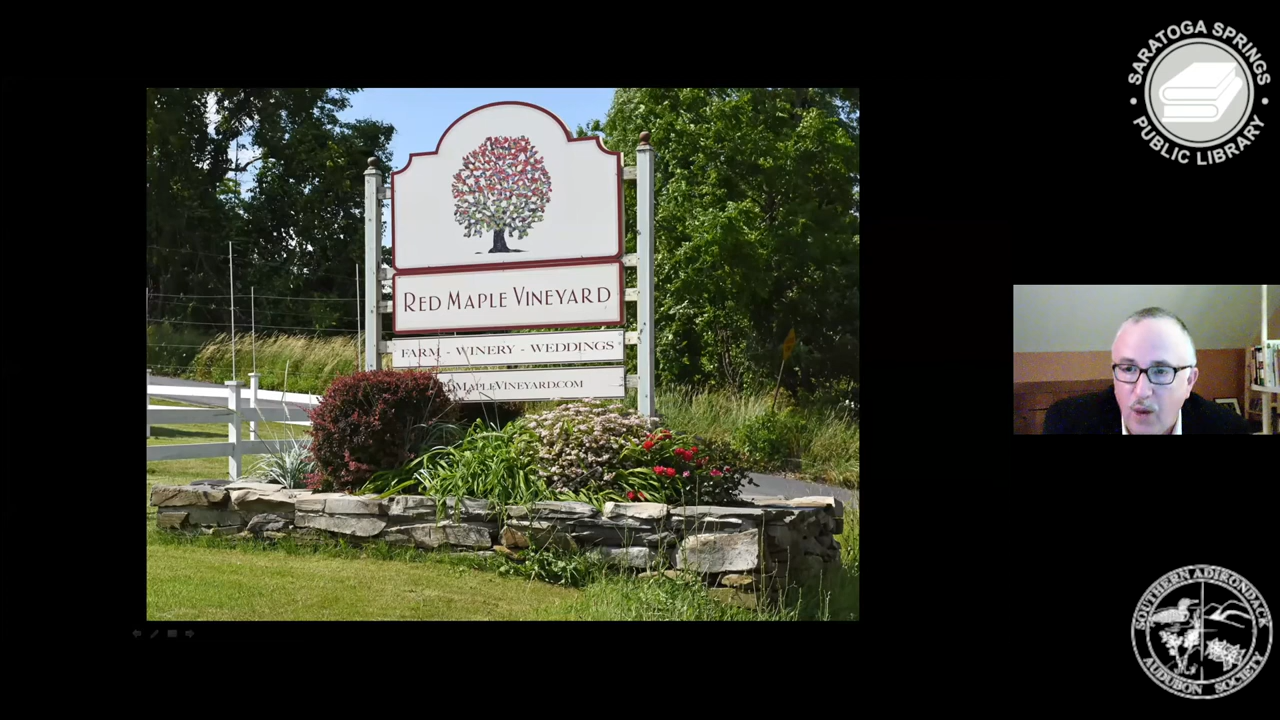 SARATOGA SPRINGS
PUBLIC LIBRARY
RED MAPLE VINEYARD
FARM - WINERY - WEDDINGS
MAPLEVINEYARD.COM
SOUTHERN ADIRONDACK
AUDUBON SOCIETY